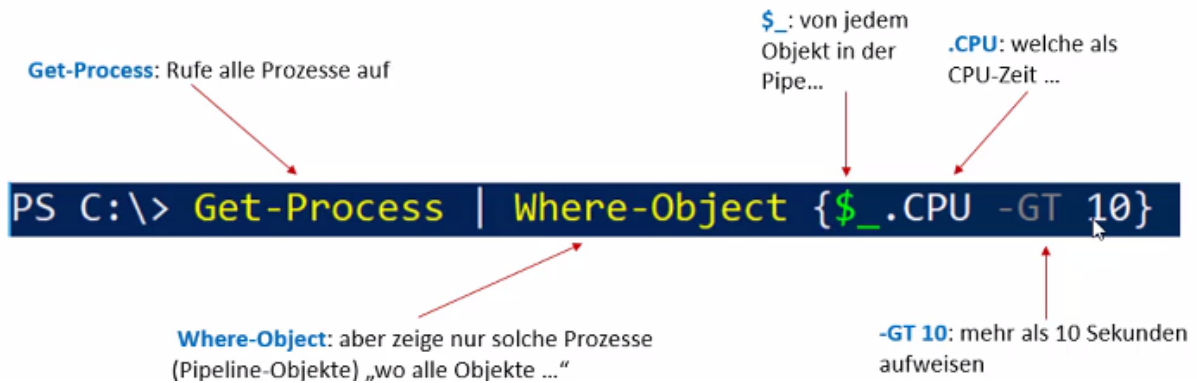 $_: von jedem
Objekt in der
Pipe...
.CPU: welche als
CPU-Zeit ...
Get-Process: Rufe alle Prozesse auf
PS C:\> Get-Process | Where-Object {$_.CPU -GT 10}
Where-Object: aber zeige nur solche Prozesse
(Pipeline-Objekte) „wo alle Objekte ...“
-GT 10: mehr als 10 Sekunden
aufweisen